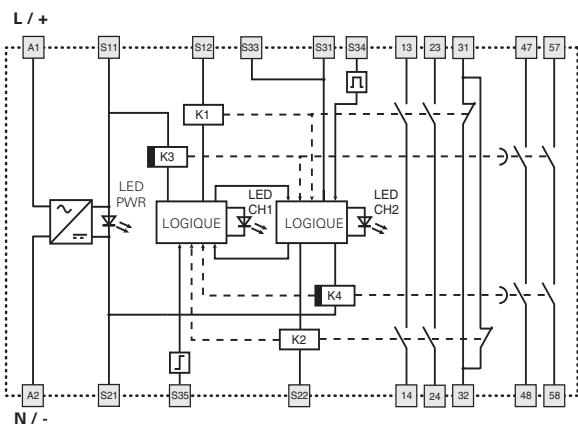 L / +
A1 S11 S12 S33 S31 S34 13 23 31 47 57
K1
K3
LED
PWR
LOGIQUE
LED
CH1
LOGIQUE
LED
CH2
K4
K2
A2 S21 S35 S22 14 24 32 48 58
N / -